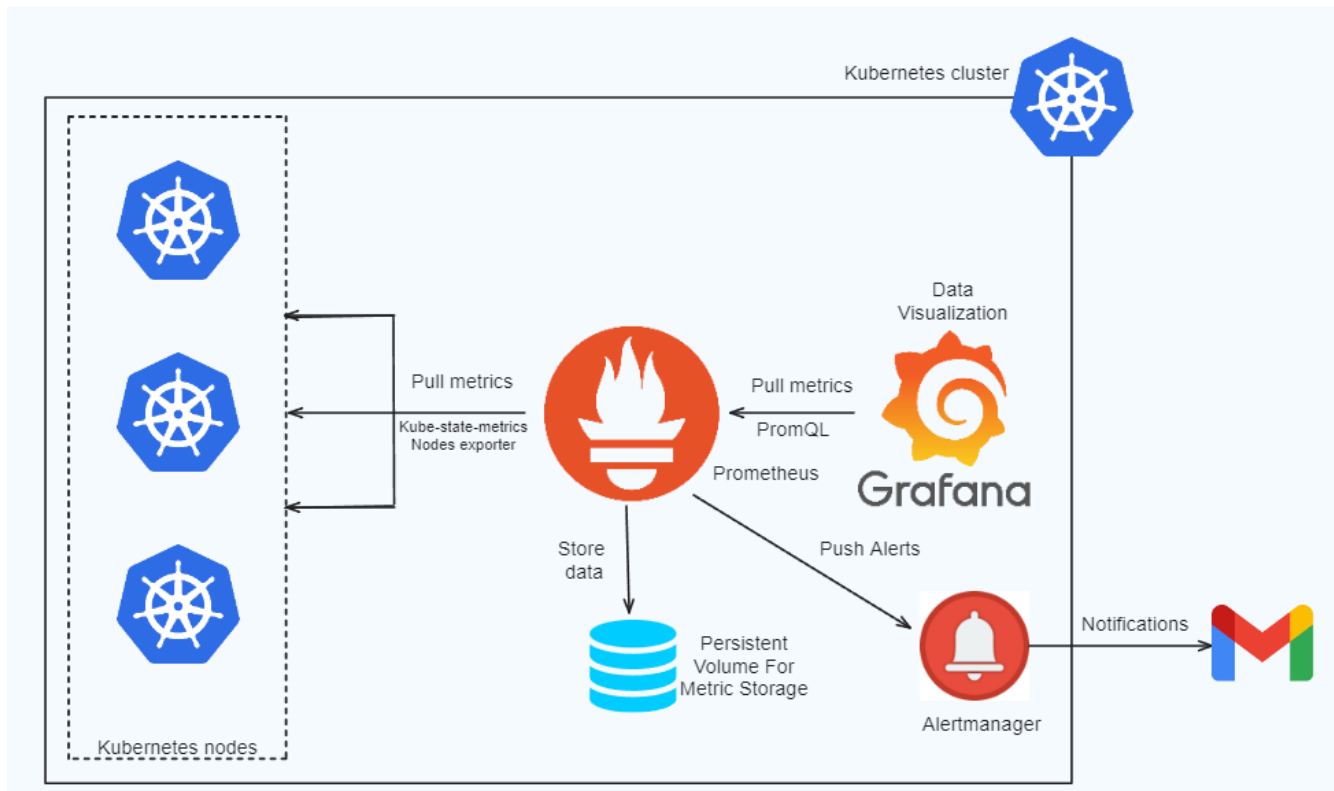 Kubernetes cluster
Data
Visualization
Pull metrics
Kube-state-metrics
Nodes exporter
Pull metrics
PromQL
Prometheus
Grafana
Store
data
Push Alerts
Persistent
Volume For
Metric Storage
Notifications
Alertmanager
Kubernetes nodes